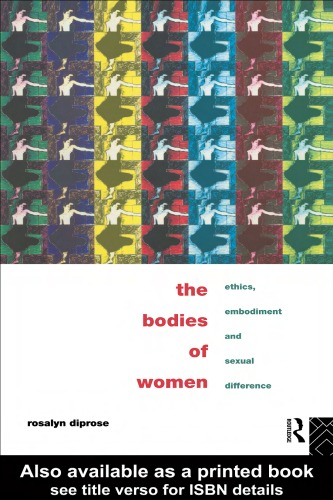 the
bodies
of
women
ethics,
embodiment
and
sexual
difference
rosalyn diprose
ROUTLEDGE
Also available as a printed book
see title verso for ISBN details